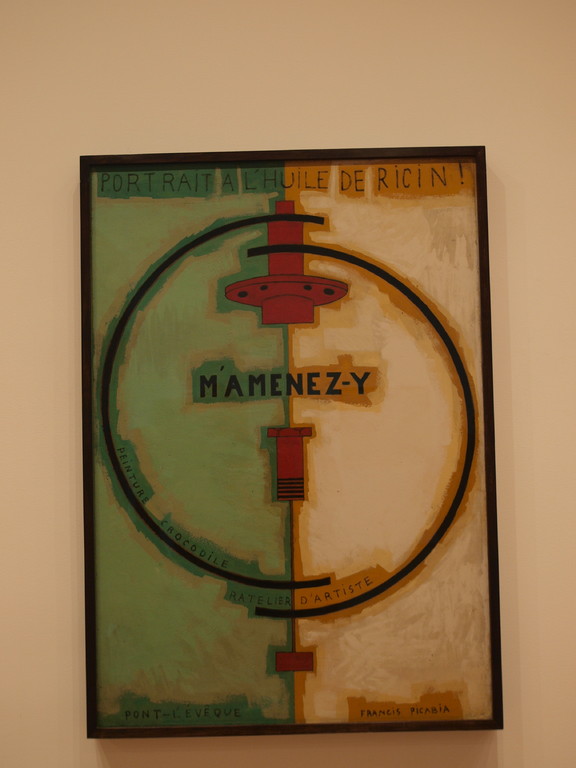 PORTRAIT A L'HUILE DE RICIN!
M'AMENEZ-Y
PEINTURE CROCODILE
RATELIER D'ARTISTE
PONT-L'EVEQUE
FRANCIS PICABIA